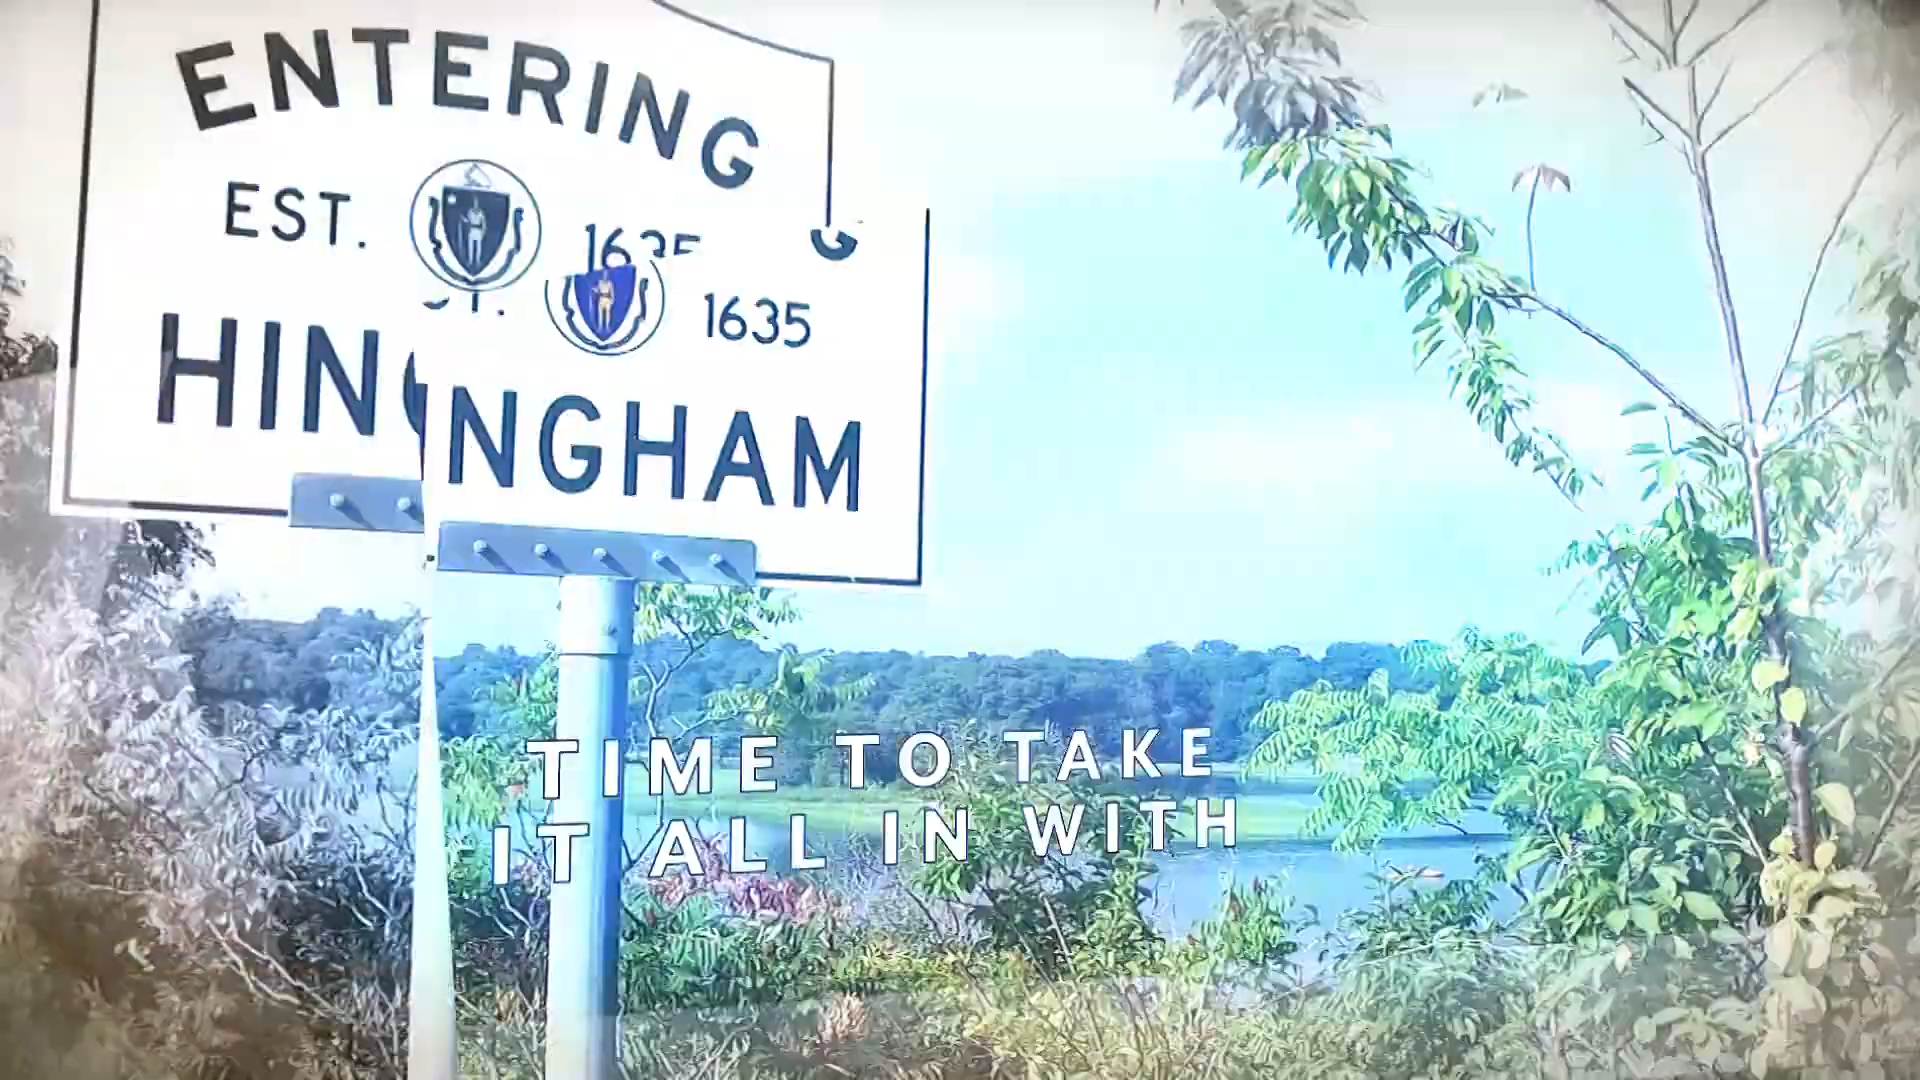 ENTERING
EST. 1635
1635
HIN
NGHAM
TIME TO TAKE
IT ALL IN WITH